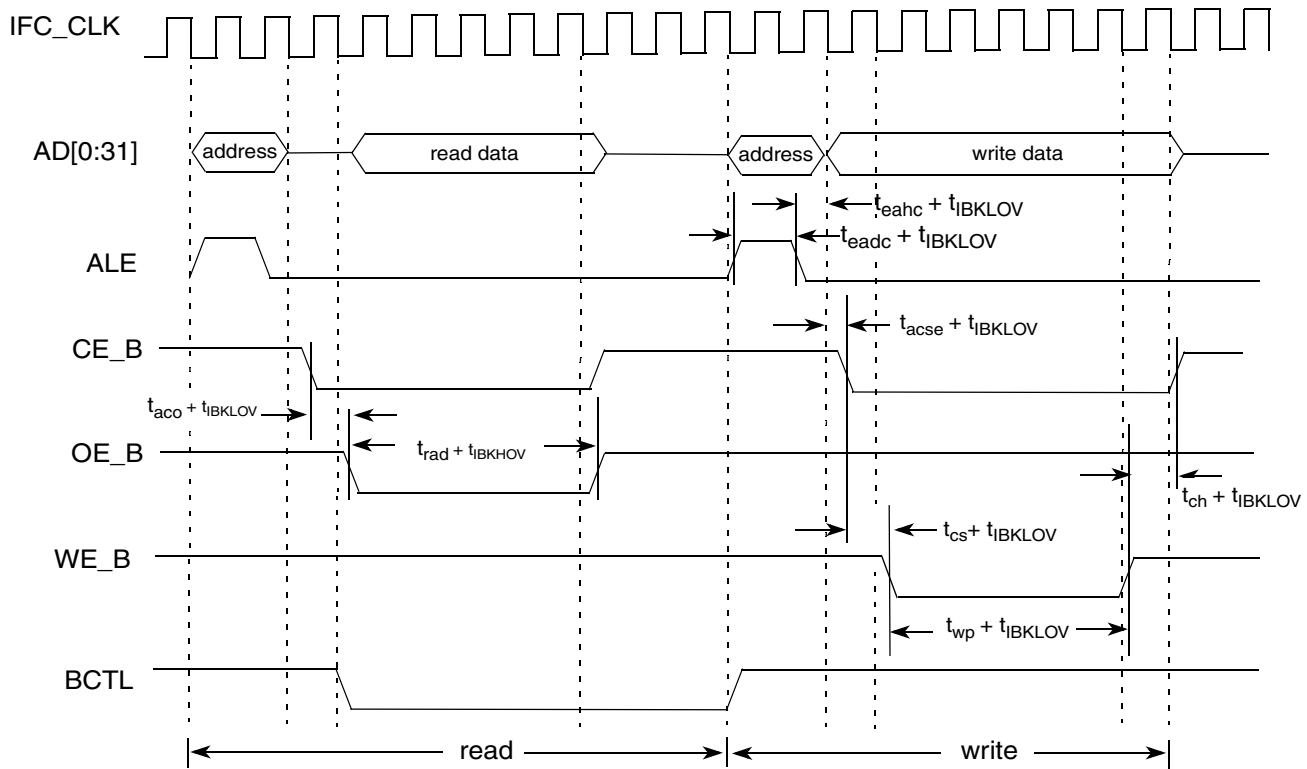 IFC_CLK
AD[0:31]
address
read data
address
write data
teahc + tIBKLOV
teadc + tIBKLOV
ALE
tacse + tIBKLOV
CE_B
taco + tIBKLOV
trad + tIBKHOV
OE_B
tch + tIBKLOV
tcs+ tIBKLOV
WE_B
twp + tIBKLOV
BCTL
read
write